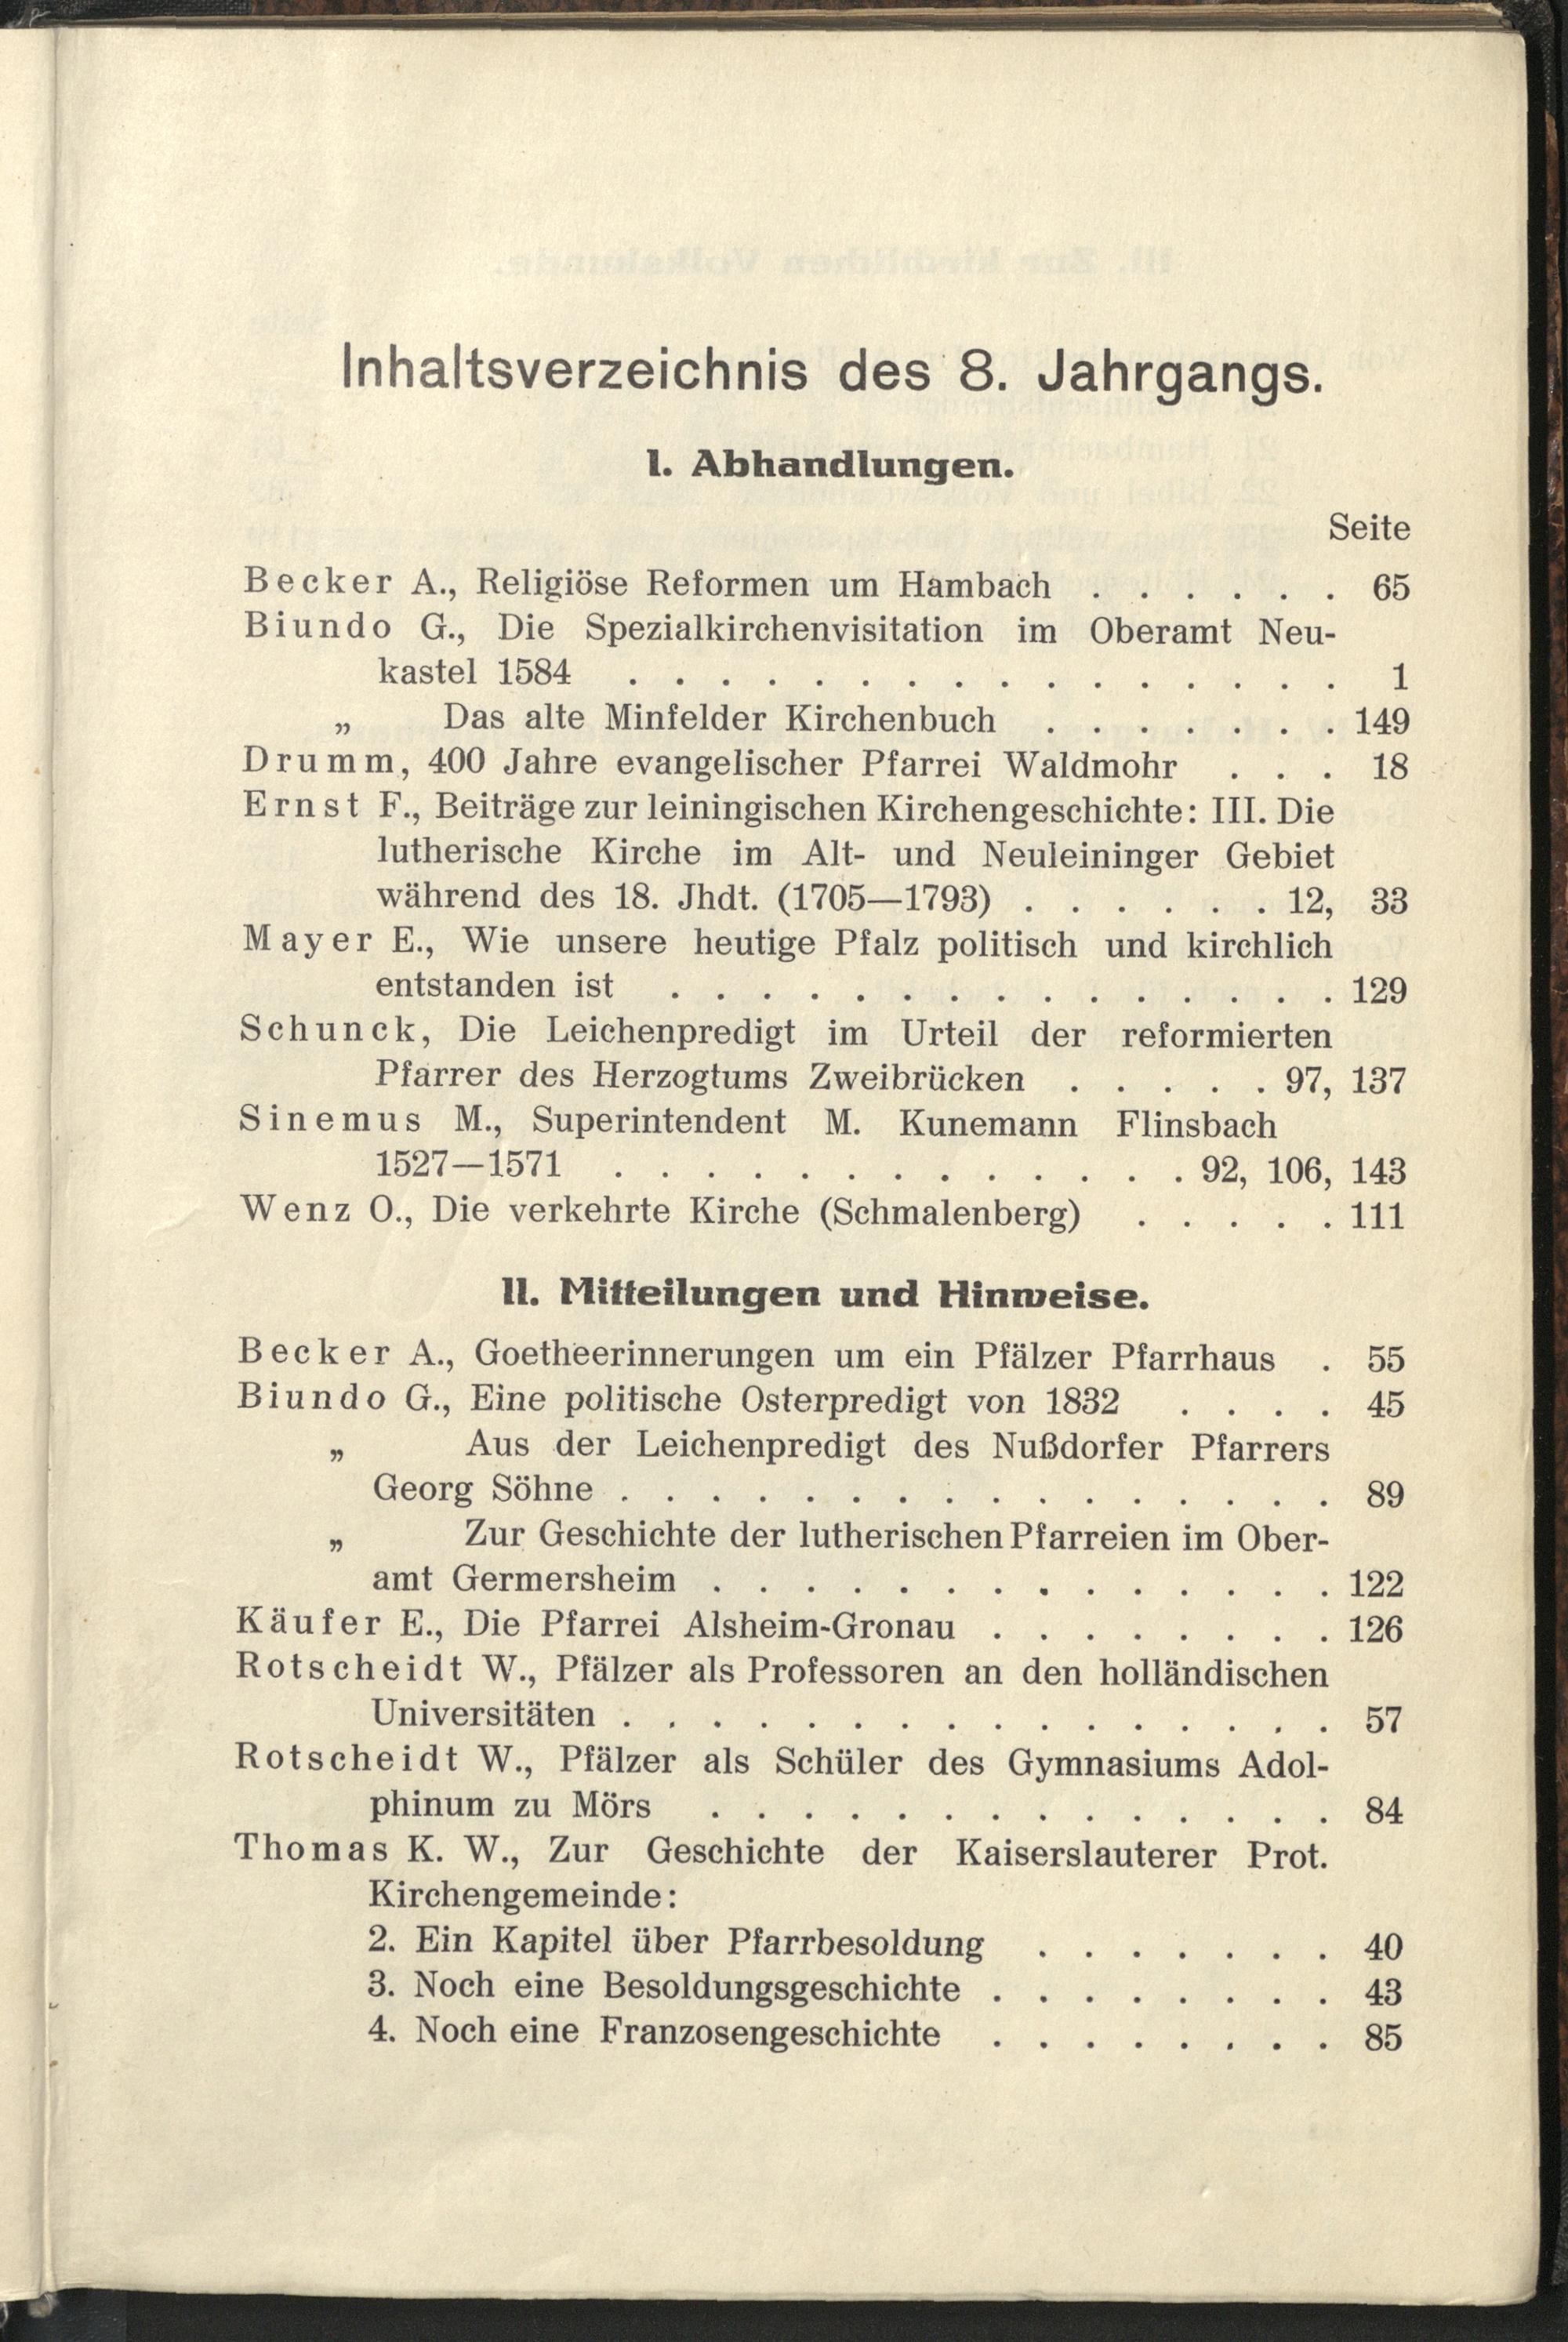 Inhaltsverzeichnis des 8. Jahrgangs.
I. Abhandlungen.
Seite
Becker A., Religiöse Reformen um Hambach . . . . . . 65
Biundo G., Die Spezialkirchenvisitation im Oberamt Neu-
kastel 1584 . . . . . . . . . . . . . . . . 1
„ Das alte Minfelder Kirchenbuch . . . . . . . 149
Drumm, 400 Jahre evangelischer Pfarrei Waldmohr . . . 18
Ernst F., Beiträge zur leiningischen Kirchengeschichte: III. Die
lutherische Kirche im Alt- und Neuleininger Gebiet
während des 18. Jhdt. (1705—1793) . . . . . . 12, 33
Mayer E., Wie unsere heutige Pfalz politisch und kirchlich
entstanden ist . . . . . . . . . . . . . . . 129
Schunck, Die Leichenpredigt im Urteil der reformierten
Pfarrer des Herzogtums Zweibrücken . . . . . 97, 137
Sinemus M., Superintendent M. Kunemann Flinsbach
1527—1571 . . . . . . . . . . . . . 92, 106, 143
Wenz O., Die verkehrte Kirche (Schmalenberg) . . . . . 111
II. Mitteilungen und Hinweise.
Becker A., Goetheerinnerungen um ein Pfälzer Pfarrhaus . 55
Biundo G., Eine politische Osterpredigt von 1832 . . . . 45
„ Aus der Leichenpredigt des Nußdorfer Pfarrers
Georg Söhne . . . . . . . . . . . . . . . . 89
„ Zur Geschichte der lutherischen Pfarreien im Ober-
amt Germersheim . . . . . . . . . . . . . . 122
Käufer E., Die Pfarrei Alsheim-Gronau . . . . . . . . 126
Rotscheidt W., Pfälzer als Professoren an den holländischen
Universitäten . . . . . . . . . . . . . . . . 57
Rotscheidt W., Pfälzer als Schüler des Gymnasiums Adol-
phinum zu Mörs . . . . . . . . . . . . . . 84
Thomas K. W., Zur Geschichte der Kaiserslauterer Prot.
Kirchengemeinde:
2. Ein Kapitel über Pfarrbesoldung . . . . . . . 40
3. Noch eine Besoldungsgeschichte . . . . . . . . 43
4. Noch eine Franzosengeschichte . . . . . . . . 85